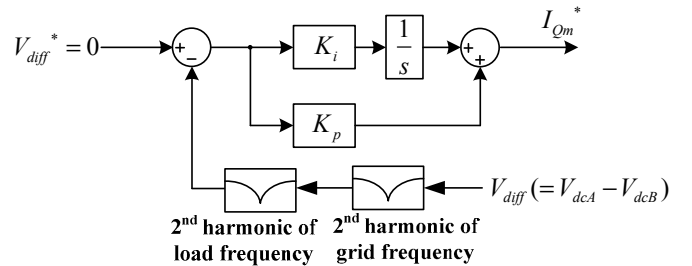 V_diff* = 0
+
−
K_i
1/s
+
+
I_Qm*
K_p
V_diff (= V_dcA − V_dcB)
2nd harmonic of
load frequency
2nd harmonic of
grid frequency